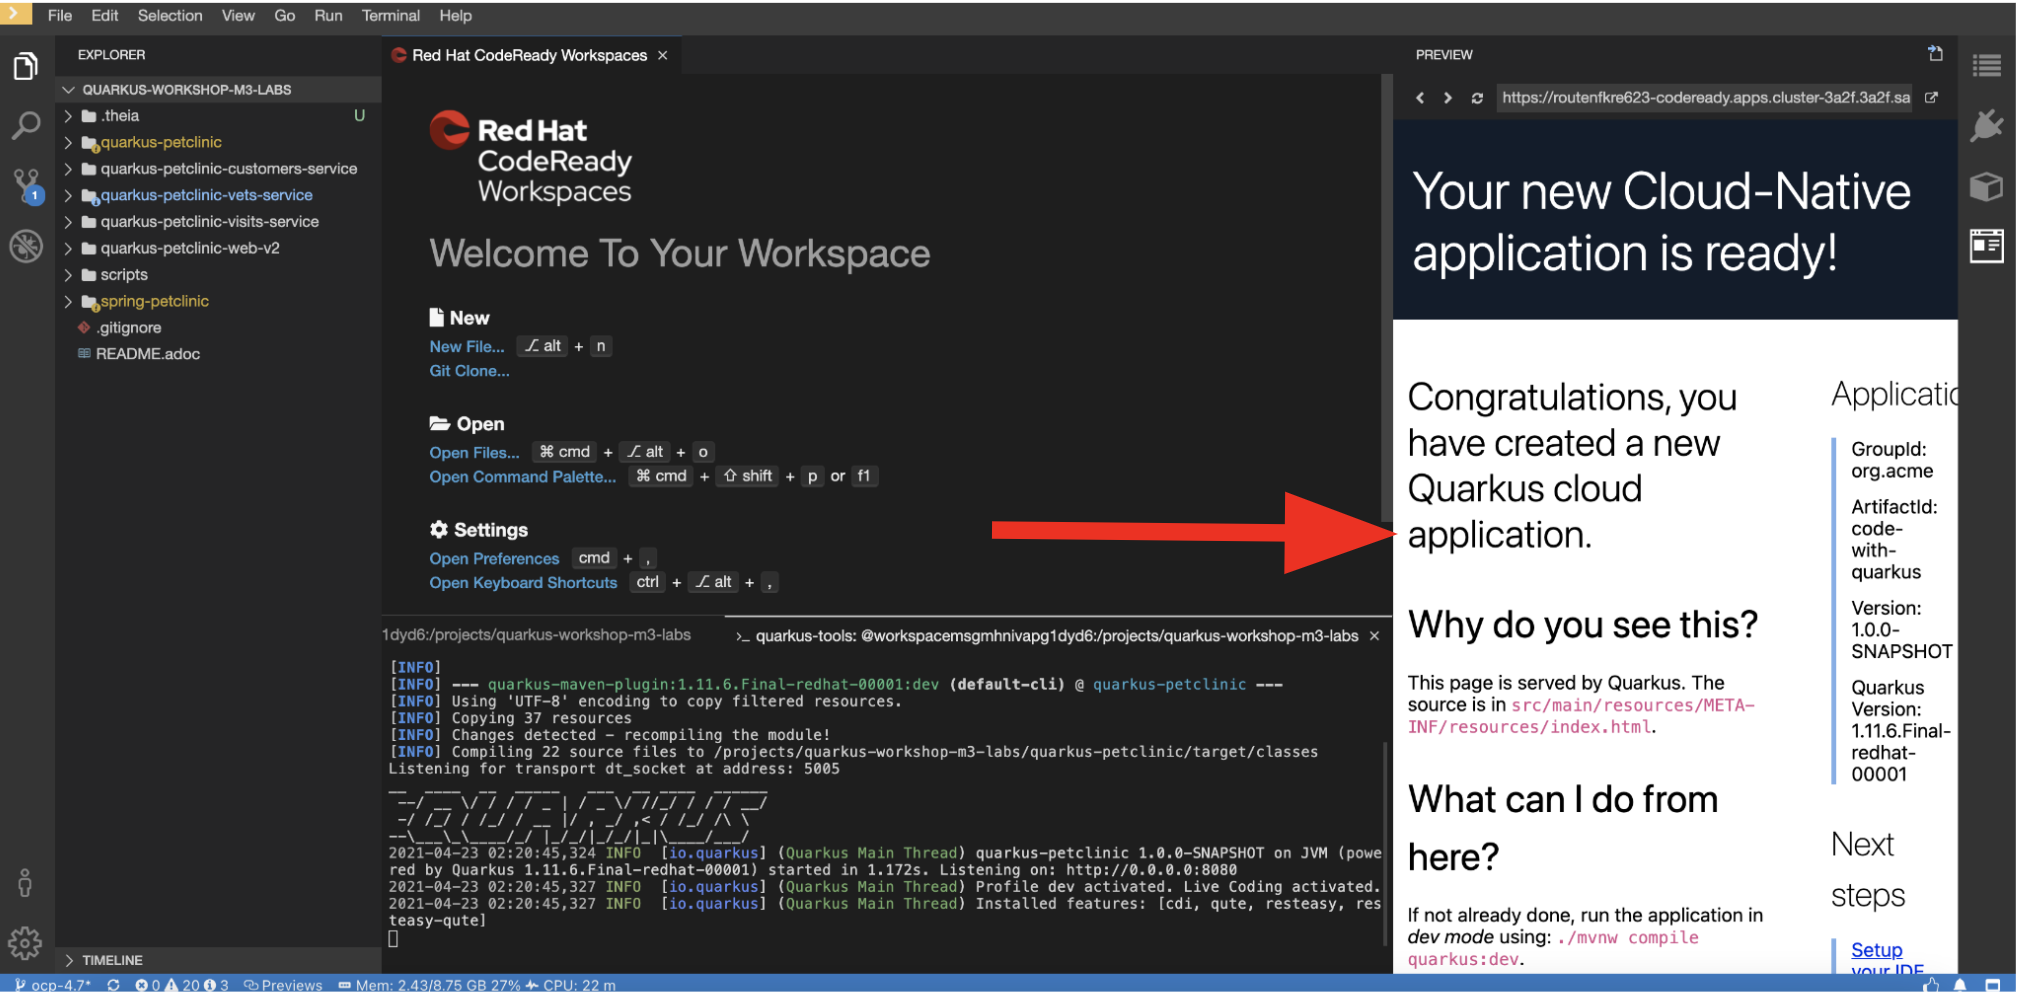 File Edit Selection View Go Run Terminal Help
EXPLORER
QUARKUS-WORKSHOP-M3-LABS
.theia U
quarkus-petclinic
quarkus-petclinic-customers-service
quarkus-petclinic-vets-service
quarkus-petclinic-visits-service
quarkus-petclinic-web-v2
scripts
spring-petclinic
.gitignore
README.adoc
1
TIMELINE
Red Hat CodeReady Workspaces
Red Hat
CodeReady
Workspaces
Welcome To Your Workspace
New
New File... alt + n
Git Clone...
Open
Open Files... ⌘ cmd + alt + o
Open Command Palette... ⌘ cmd + ⇧ shift + p or f1
Settings
Open Preferences cmd + ,
Open Keyboard Shortcuts ctrl + alt + ,
1dyd6:/projects/quarkus-workshop-m3-labs
>_ quarkus-tools: @workspacemsgmhnivapg1dyd6:/projects/quarkus-workshop-m3-labs
[INFO]
[INFO] --- quarkus-maven-plugin:1.11.6.Final-redhat-00001:dev (default-cli) @ quarkus-petclinic ---
[INFO] Using 'UTF-8' encoding to copy filtered resources.
[INFO] Copying 37 resources
[INFO] Changes detected - recompiling the module!
[INFO] Compiling 22 source files to /projects/quarkus-workshop-m3-labs/quarkus-petclinic/target/classes
Listening for transport dt_socket at address: 5005
2021-04-23 02:20:45,324 INFO [io.quarkus] (Quarkus Main Thread) quarkus-petclinic 1.0.0-SNAPSHOT on JVM (powe
red by Quarkus 1.11.6.Final-redhat-00001) started in 1.172s. Listening on: http://0.0.0.0:8080
2021-04-23 02:20:45,327 INFO [io.quarkus] (Quarkus Main Thread) Profile dev activated. Live Coding activated.
2021-04-23 02:20:45,327 INFO [io.quarkus] (Quarkus Main Thread) Installed features: [cdi, qute, resteasy, res
teasy-qute]
PREVIEW
https://routenfkre623-codeready.apps.cluster-3a2f.3a2f.sa
Your new Cloud-Native
application is ready!
Congratulations, you
have created a new
Quarkus cloud
application.
Why do you see this?
This page is served by Quarkus. The
source is in src/main/resources/META-
INF/resources/index.html.
What can I do from
here?
If not already done, run the application in
dev mode using: ./mvnw compile
quarkus:dev.
Applicatio
GroupId:
org.acme
ArtifactId:
code-
with-
quarkus
Version:
1.0.0-
SNAPSHOT
Quarkus
Version:
1.11.6.Final-
redhat-
00001
Next
steps
Setup
your IDE
ocp-4.7* 0 20 3 Previews Mem: 2.43/8.75 GB 27% CPU: 22 m